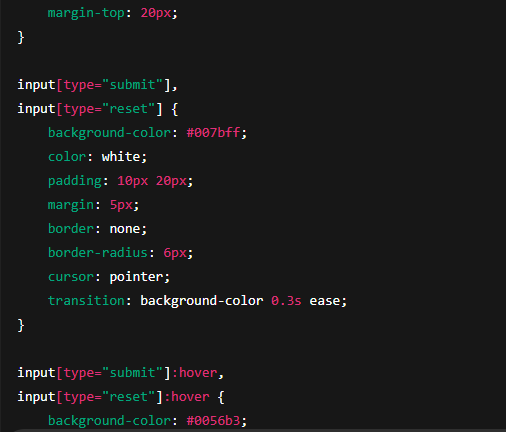 margin-top: 20px;
}
input[type="submit"],
input[type="reset"] {
background-color: #007bff;
color: white;
padding: 10px 20px;
margin: 5px;
border: none;
border-radius: 6px;
cursor: pointer;
transition: background-color 0.3s ease;
}
input[type="submit"]:hover,
input[type="reset"]:hover {
background-color: #0056b3;